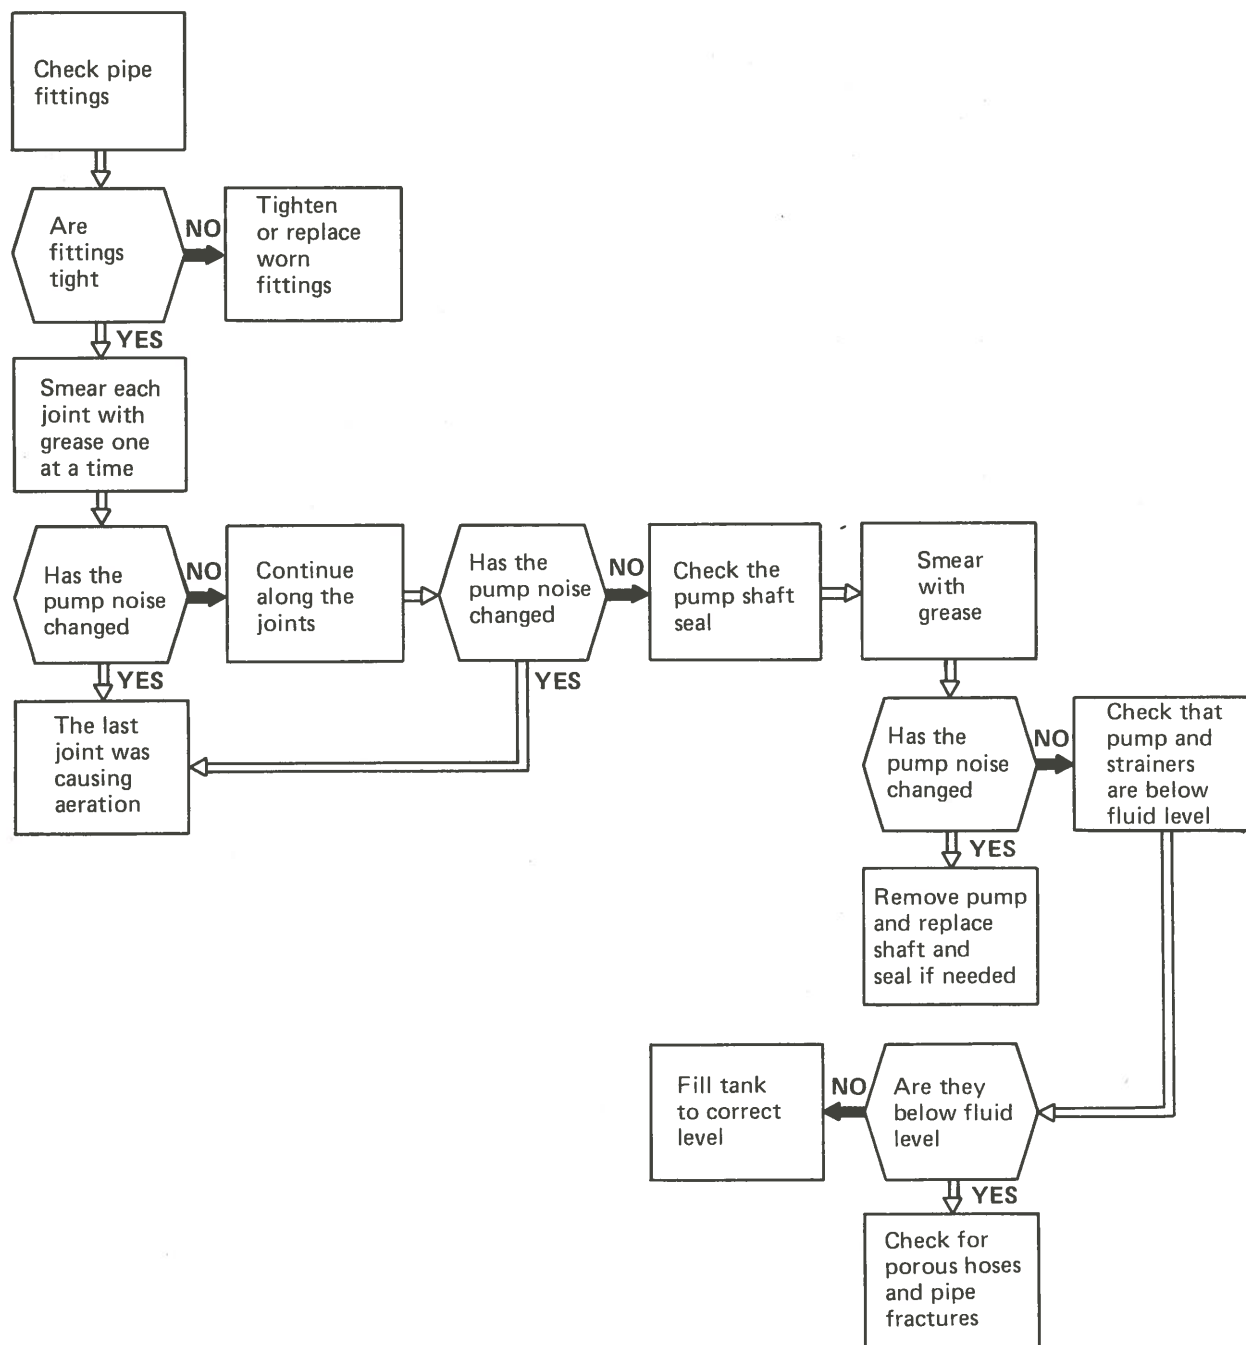 Check pipe
fittings
Are
fittings
tight
NO
Tighten
or replace
worn
fittings
YES
Smear each
joint with
grease one
at a time
Has the
pump noise
changed
NO
Continue
along the
joints
Has the
pump noise
changed
NO
Check the
pump shaft
seal
Smear
with
grease
YES
The last
joint was
causing
aeration
YES
Has the
pump noise
changed
NO
Check that
pump and
strainers
are below
fluid level
YES
Remove pump
and replace
shaft and
seal if needed
Are they
below fluid
level
NO
Fill tank
to correct
level
YES
Check for
porous hoses
and pipe
fractures